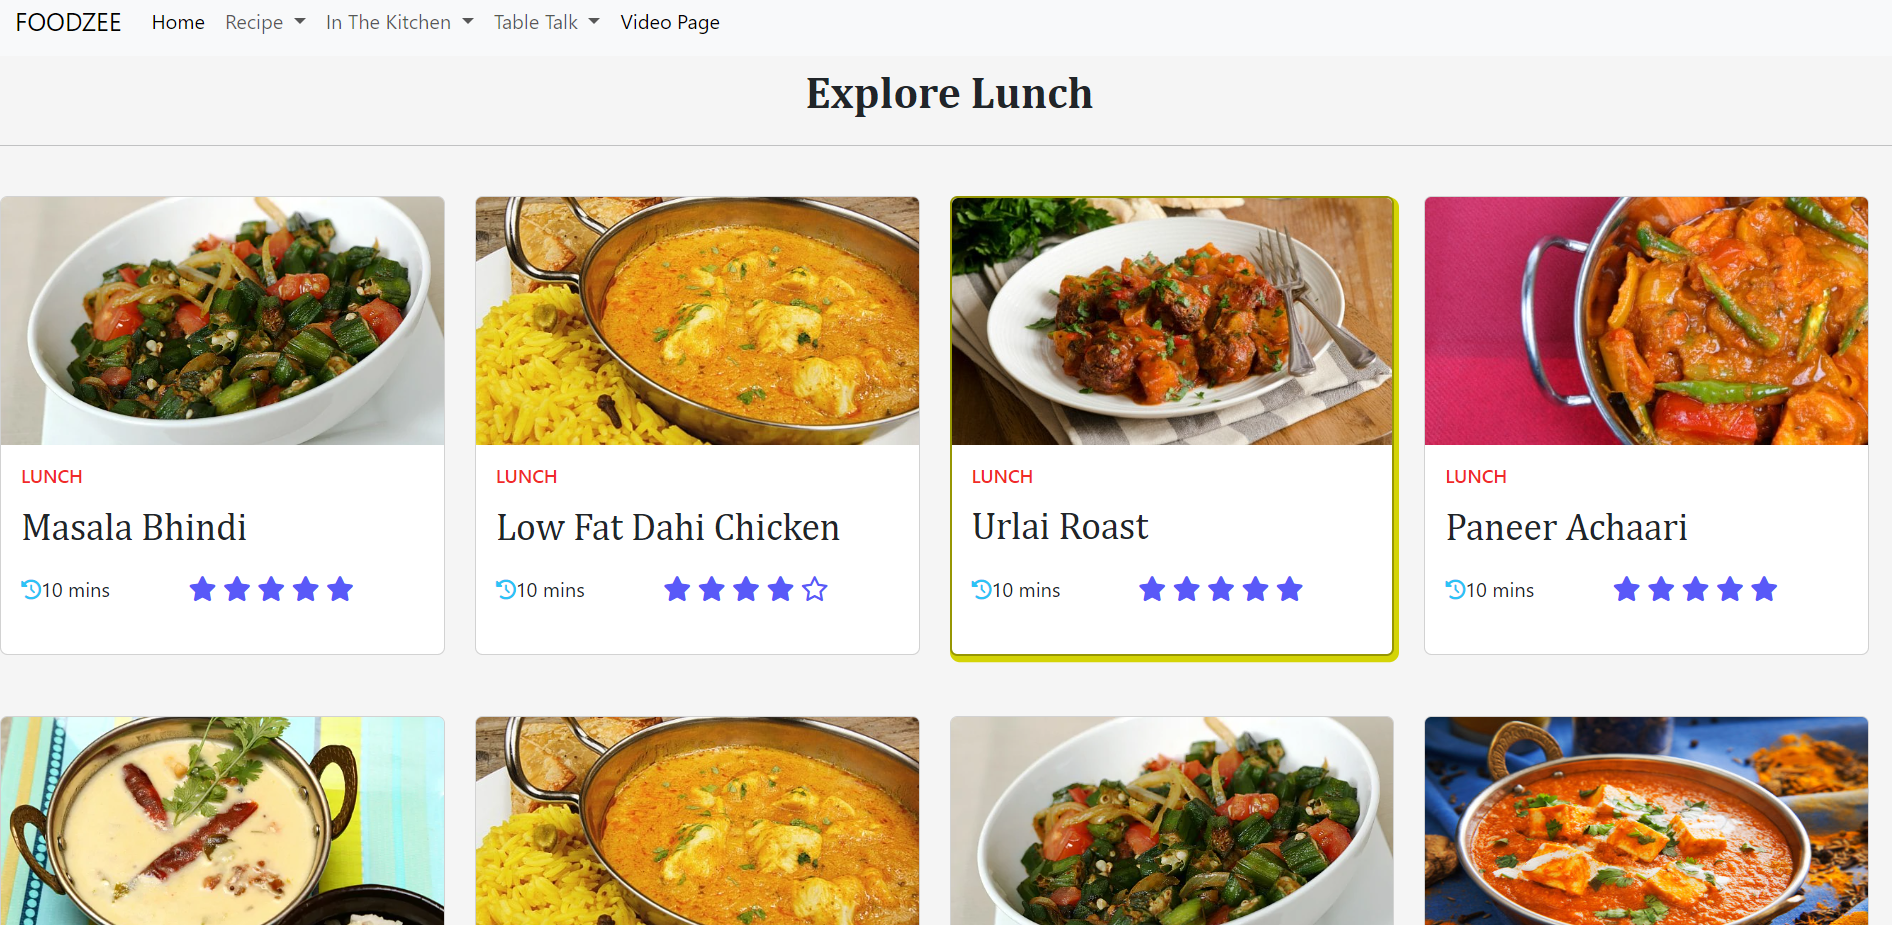 FOODZEE Home Recipe In The Kitchen Table Talk Video Page
Explore Lunch
LUNCH
Masala Bhindi
10 mins
LUNCH
Low Fat Dahi Chicken
10 mins
LUNCH
Urlai Roast
10 mins
LUNCH
Paneer Achaari
10 mins